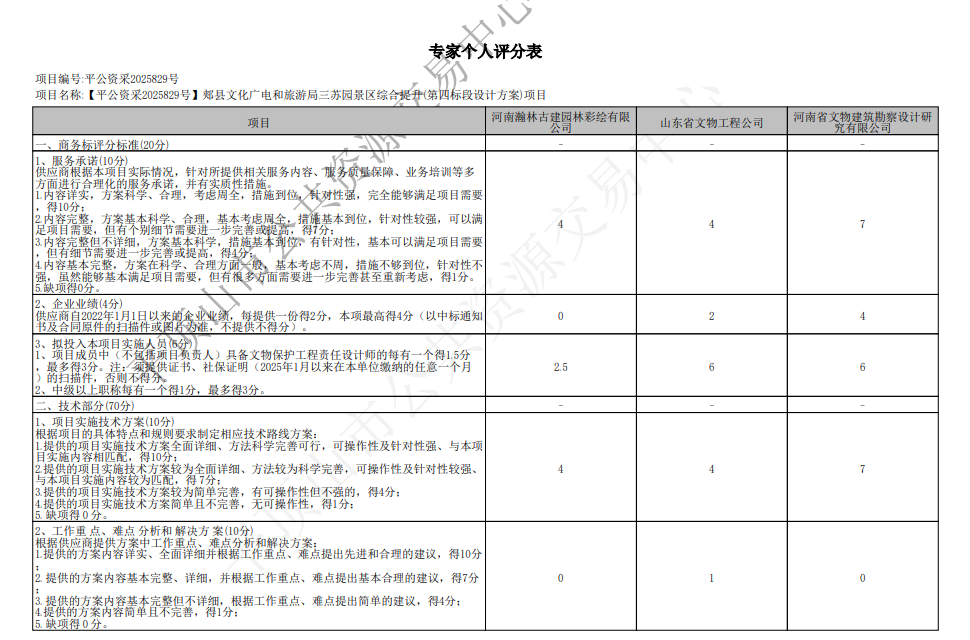 专家个人评分表
项目编号:平公资采2025829号
项目名称:【平公资采2025829号】郏县文化广电和旅游局三苏园景区综合提升(第四标段设计方案)项目
项目
河南瀚林古建园林彩绘有限
公司
山东省文物工程公司
河南省文物建筑勘察设计研
究有限公司
一、商务标评分标准(20分)
-
-
-
1、服务承诺(10分)
供应商根据本项目实际情况，针对所提供相关服务内容、服务质量保障、业务培训等多
方面进行合理化的服务承诺，并有实质性措施。
1.内容详实，方案科学、合理，考虑周全，措施到位，针对性强，完全能够满足项目需要
，得10分；
2.内容完整，方案基本科学、合理，基本考虑周全，措施基本到位，针对性较强，可以满
足项目需要，但有个别细节需要进一步完善或提高，得7分；
3.内容完整但不详细，方案基本科学，措施基本到位，有针对性，基本可以满足项目需要
，但有细节需要进一步完善或提高，得4分；
4.内容基本完整，方案在科学、合理方面一般，基本考虑不周，措施不够到位，针对性不
强，虽然能够基本满足项目需要，但有很多方面需要进一步完善甚至重新考虑，得1分。
5.缺项得0分。
4
4
7
2、企业业绩(4分)
供应商自2022年1月1日以来的企业业绩，每提供一份得2分，本项最高得4分（以中标通知
书及合同原件的扫描件或图片为准，不提供不得分）。
0
2
4
3、拟投入本项目实施人员(6分)
1、项目成员中（不包括项目负责人）具备文物保护工程责任设计师的每有一个得1.5分
，最多得3分。注：须提供证书、社保证明（2025年1月以来在本单位缴纳的任意一个月
）的扫描件，否则不得分。
2、中级以上职称每有一个得1分，最多得3分。
2.5
6
6
二、技术部分(70分)
-
-
-
1、项目实施技术方案(10分)
根据项目的具体特点和规则要求制定相应技术路线方案：
1.提供的项目实施技术方案全面详细、方法科学完善可行，可操作性及针对性强、与本项
目实施内容相匹配，得10分；
2.提供的项目实施技术方案较为全面详细、方法较为科学完善，可操作性及针对性较强、
与本项目实施内容较为匹配，得 7分；
3.提供的项目实施技术方案较为简单完善，有可操作性但不强的，得4分；
4.提供的项目实施技术方案简单且不完善，无可操作性，得1分；
5.缺项得 0 分。
4
4
7
2、工作重 点、难点 分析和 解决方 案(10分)
根据供应商提供方案中工作重点、难点分析和解决方案：
1.提供的方案内容详实、全面详细并根据工作重点、难点提出先进和合理的建议，得10分
；
2.提供的方案内容基本完整、详细，并根据工作重点、难点提出基本合理的建议，得7分
；
3.提供的方案内容基本完整但不详细，根据工作重点、难点提出简单的建议，得4分；
4.提供的方案内容简单且不完善，得1分；
5.缺项得 0 分。
0
1
0
平顶山市公共资源交易中心
平顶山市公共资源交易中心